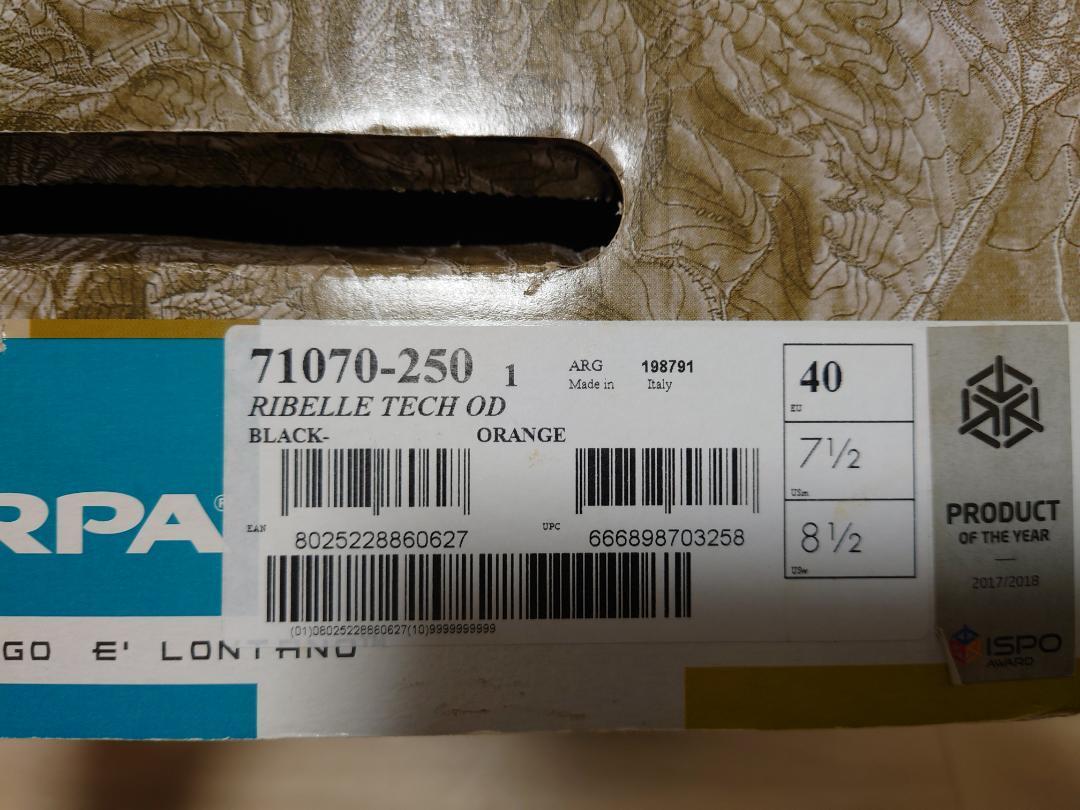 71070-250 1 ARG 198791
Made in Italy
RIBELLE TECH OD
BLACK- ORANGE
40
EU
7½
USm
8½
USw
EAN 8025228860627
UPC 666898703258
(01)08025228860627(10)9999999999
RPA®
GO E' LONTANO™
PRODUCT
OF THE YEAR
2017/2018
ISPO
AWARD